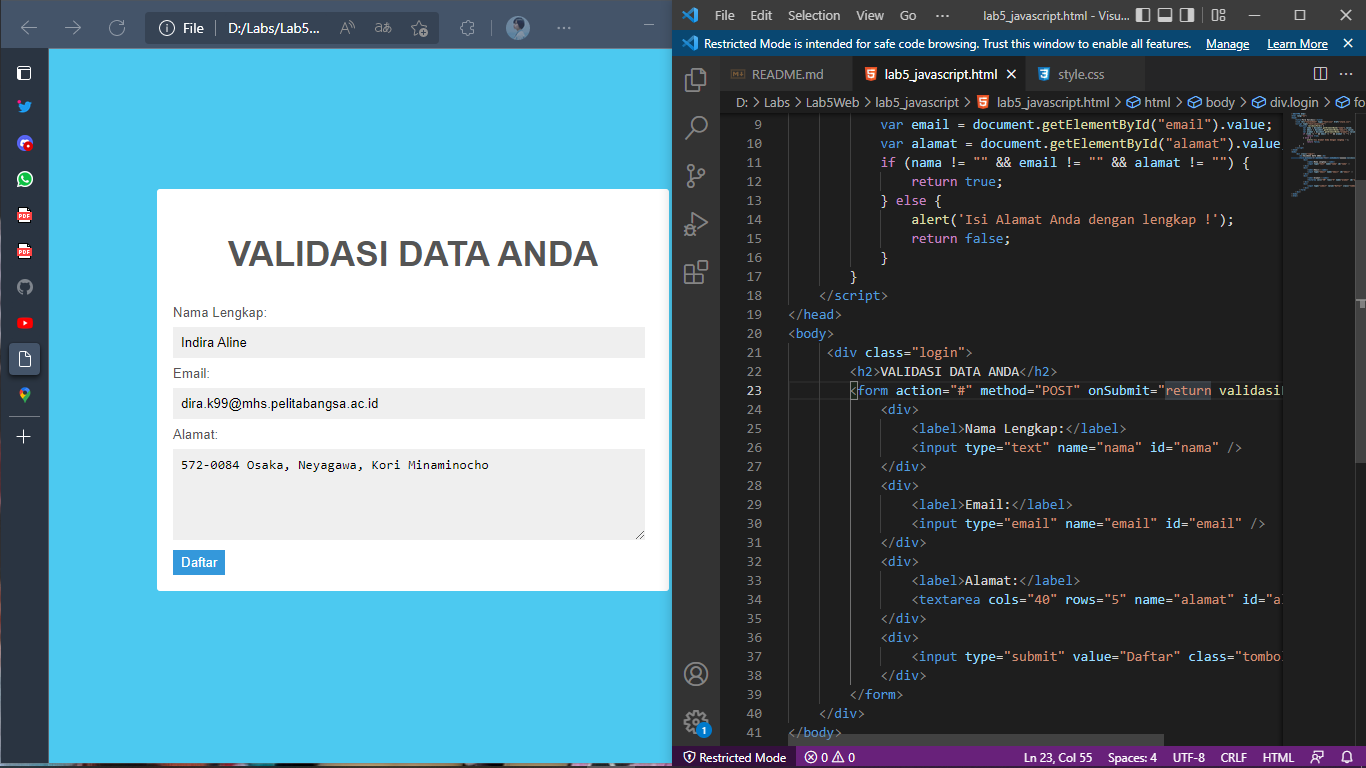 File
D:/Labs/Lab5...
VALIDASI DATA ANDA
Nama Lengkap:
Indira Aline
Email:
dira.k99@mhs.pelitabangsa.ac.id
Alamat:
572-0084 Osaka, Neyagawa, Kori Minaminocho
Daftar
PDF
PDF
File Edit Selection View Go ··· lab5_javascript.html - Visu...
Restricted Mode is intended for safe code browsing. Trust this window to enable all features. Manage Learn More
README.md lab5_javascript.html style.css
D: > Labs > Lab5Web > lab5_javascript > lab5_javascript.html > html > body > div.login > fo
9 var email = document.getElementById("email").value;
10 var alamat = document.getElementById("alamat").value
11 if (nama != "" && email != "" && alamat != "") {
12 return true;
13 } else {
14 alert('Isi Alamat Anda dengan lengkap !');
15 return false;
16 }
17 }
18 </script>
19 </head>
20 <body>
21 <div class="login">
22 <h2>VALIDASI DATA ANDA</h2>
23 <form action="#" method="POST" onSubmit="return validasi
24 <div>
25 <label>Nama Lengkap:</label>
26 <input type="text" name="nama" id="nama" />
27 </div>
28 <div>
29 <label>Email:</label>
30 <input type="email" name="email" id="email" />
31 </div>
32 <div>
33 <label>Alamat:</label>
34 <textarea cols="40" rows="5" name="alamat" id="a
35 </div>
36 <div>
37 <input type="submit" value="Daftar" class="tombo
38 </div>
39 </form>
40 </div>
41 </body>
1
Restricted Mode 0 0 Ln 23, Col 55 Spaces: 4 UTF-8 CRLF HTML